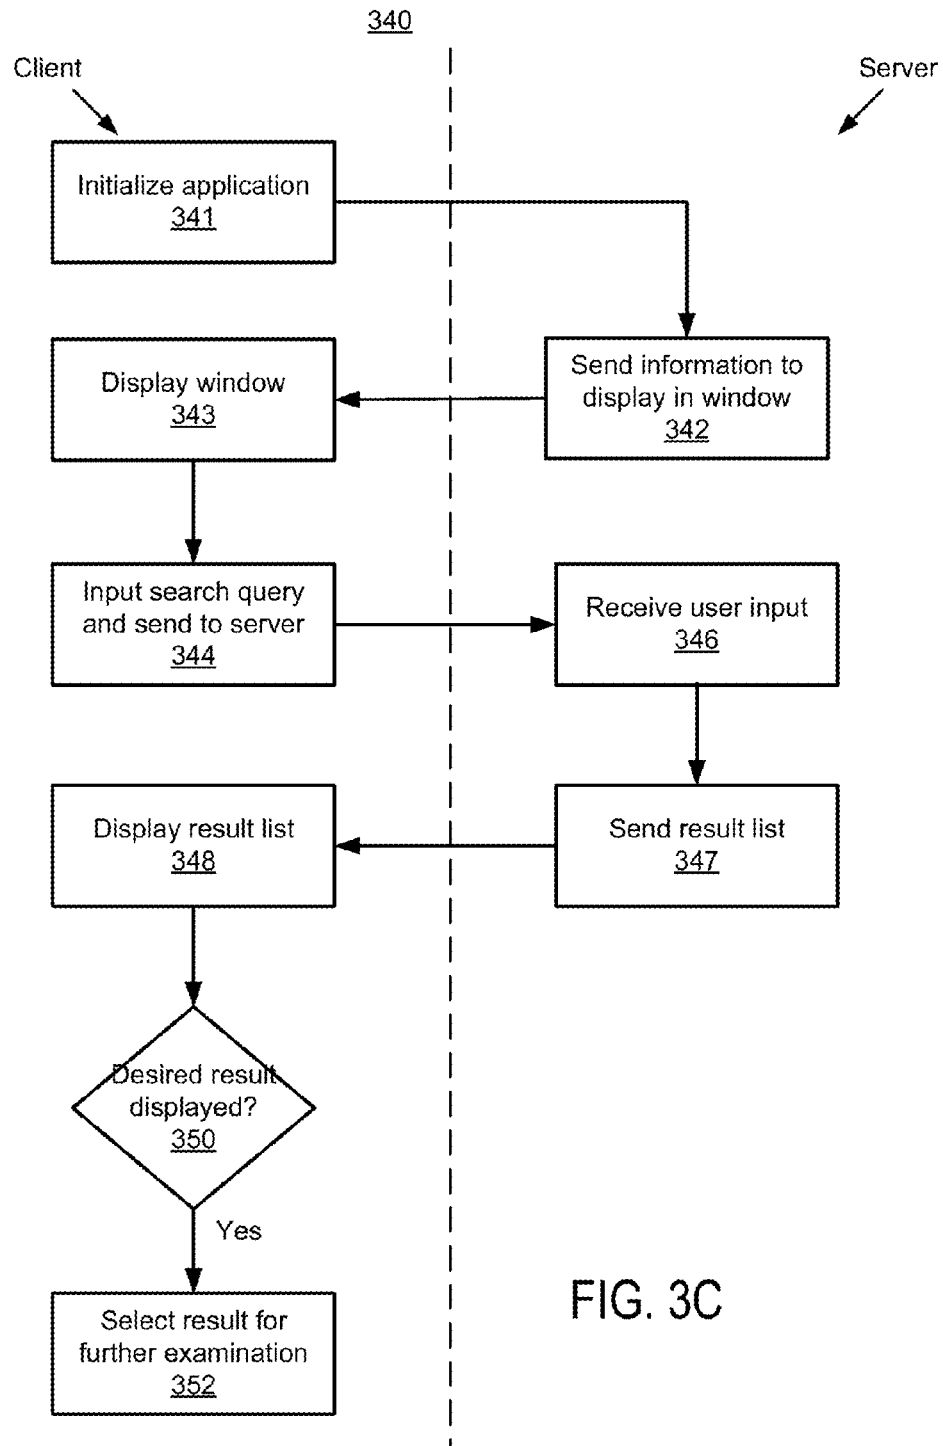 340
Client
Server
Initialize application
341
Send information to
display in window
342
Display window
343
Input search query
and send to server
344
Receive user input
346
Send result list
347
Display result list
348
Desired result
displayed?
350
Yes
Select result for
further examination
352
FIG. 3C